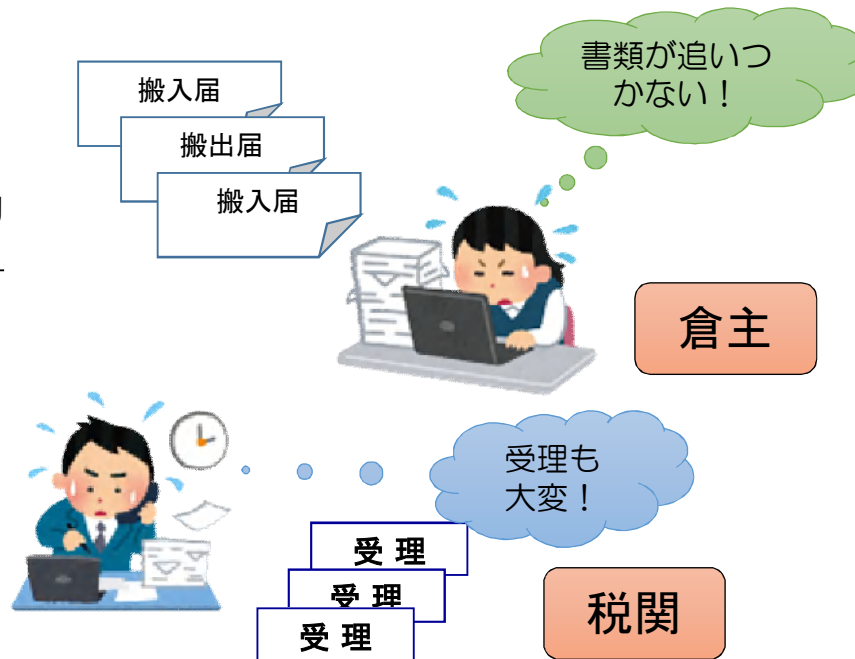 書類が追いつ
かない！
搬入届
搬出届
搬入届
倉主
受理も
大変！
受 理
受 理
受 理
税関